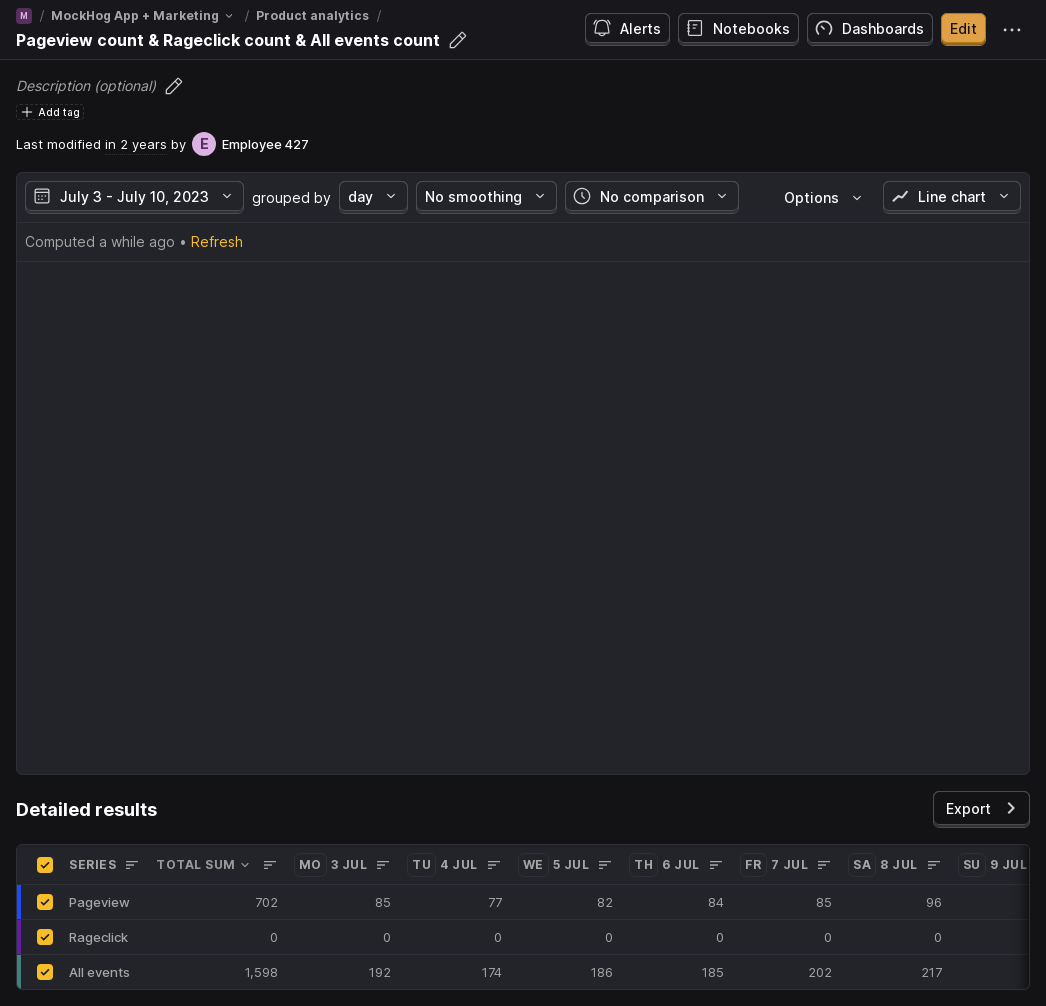 M / MockHog App + Marketing / Product analytics /
Pageview count & Rageclick count & All events count
Alerts Notebooks Dashboards Edit
Description (optional)
Add tag
Last modified in 2 years by E Employee 427
July 3 - July 10, 2023 grouped by day No smoothing No comparison Options Line chart
Computed a while ago • Refresh
Detailed results
Export
SERIES TOTAL SUM MO 3 JUL TU 4 JUL WE 5 JUL TH 6 JUL FR 7 JUL SA 8 JUL SU 9 JUL
Pageview 702 85 77 82 84 85 96
Rageclick 0 0 0 0 0 0 0
All events 1,598 192 174 186 185 202 217